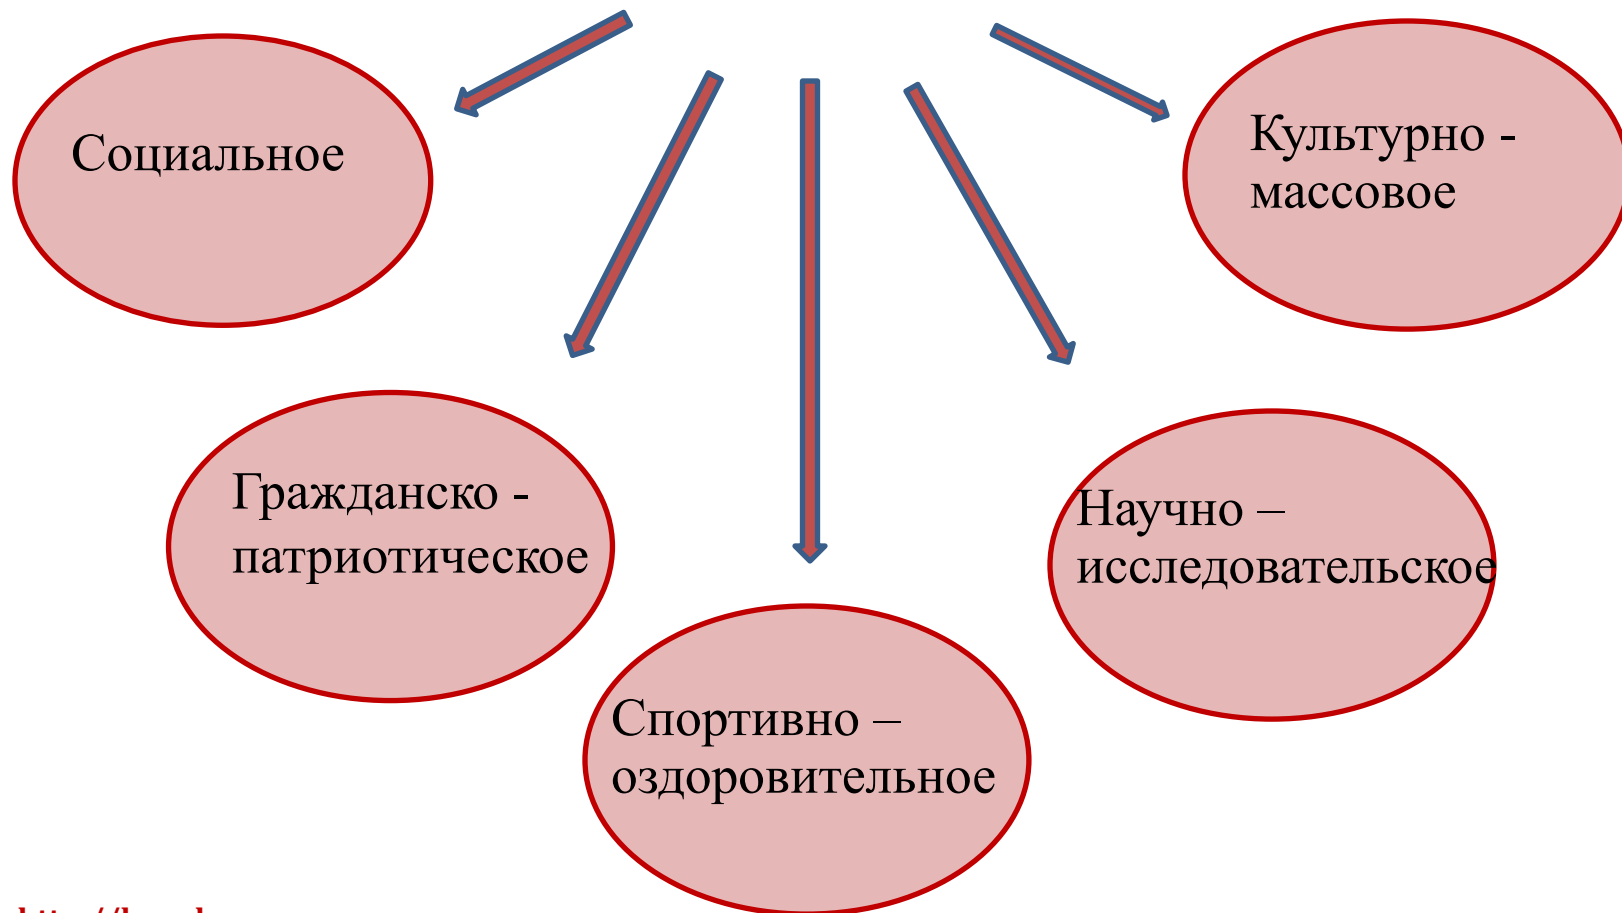 Социальное
Культурно -
массовое
Гражданско -
патриотическое
Научно –
исследовательское
Спортивно –
оздоровительное